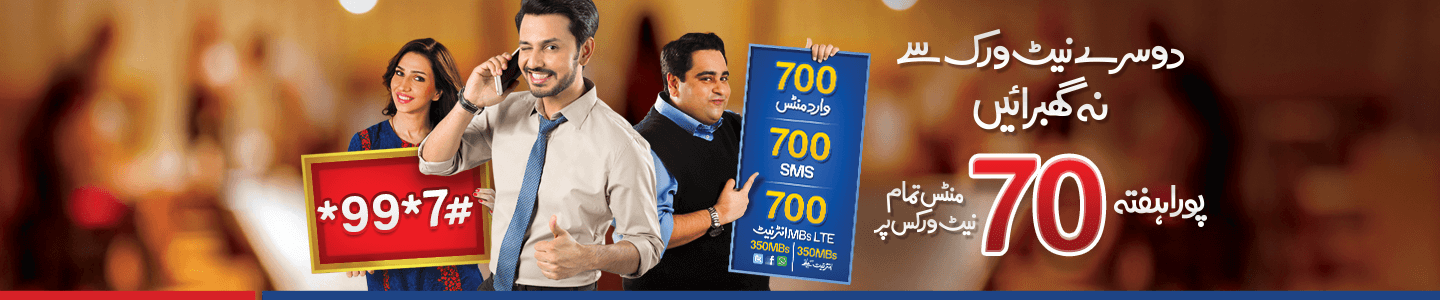 *99*7#
700
وارد منٹس
700
SMS
700
انٹرنیٹ MBs LTE
350MBs | 350MBs
دوسرے نیٹ ورک سے
نہ گھبرائیں
پورا ہفتہ 70 منٹس تمام
نیٹ ورکس پر